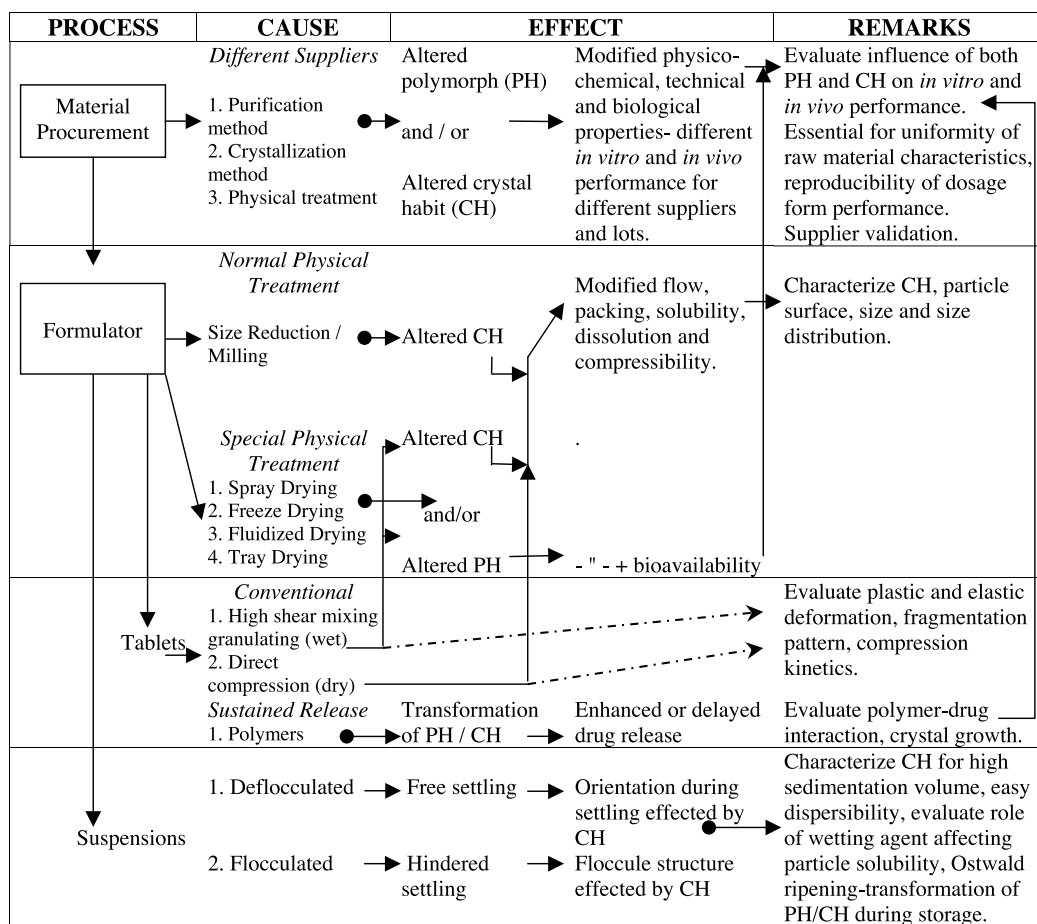 PROCESS
CAUSE
EFFECT
REMARKS
Material
Procurement
Different Suppliers
1. Purification
method
2. Crystallization
method
3. Physical treatment
Altered
polymorph (PH)
and / or
Altered crystal
habit (CH)
Modified physico-
chemical, technical
and biological
properties- different
in vitro and in vivo
performance for
different suppliers
and lots.
Evaluate influence of both
PH and CH on in vitro and
in vivo performance.
Essential for uniformity of
raw material characteristics,
reproducibility of dosage
form performance.
Supplier validation.
Formulator
Normal Physical
Treatment
Size Reduction /
Milling
Altered CH
Modified flow,
packing, solubility,
dissolution and
compressibility.
Characterize CH, particle
surface, size and size
distribution.
Special Physical
Treatment
1. Spray Drying
2. Freeze Drying
3. Fluidized Drying
4. Tray Drying
Altered CH
.
and/or
Altered PH
- " - + bioavailability
Tablets
Conventional
1. High shear mixing
granulating (wet)
2. Direct
compression (dry)
Evaluate plastic and elastic
deformation, fragmentation
pattern, compression
kinetics.
Sustained Release
1. Polymers
Transformation
of PH / CH
Enhanced or delayed
drug release
Evaluate polymer-drug
interaction, crystal growth.
Suspensions
1. Deflocculated
Free settling
Orientation during
settling effected by
CH
2. Flocculated
Hindered
settling
Floccule structure
effected by CH
Characterize CH for high
sedimentation volume, easy
dispersibility, evaluate role
of wetting agent affecting
particle solubility, Ostwald
ripening-transformation of
PH/CH during storage.